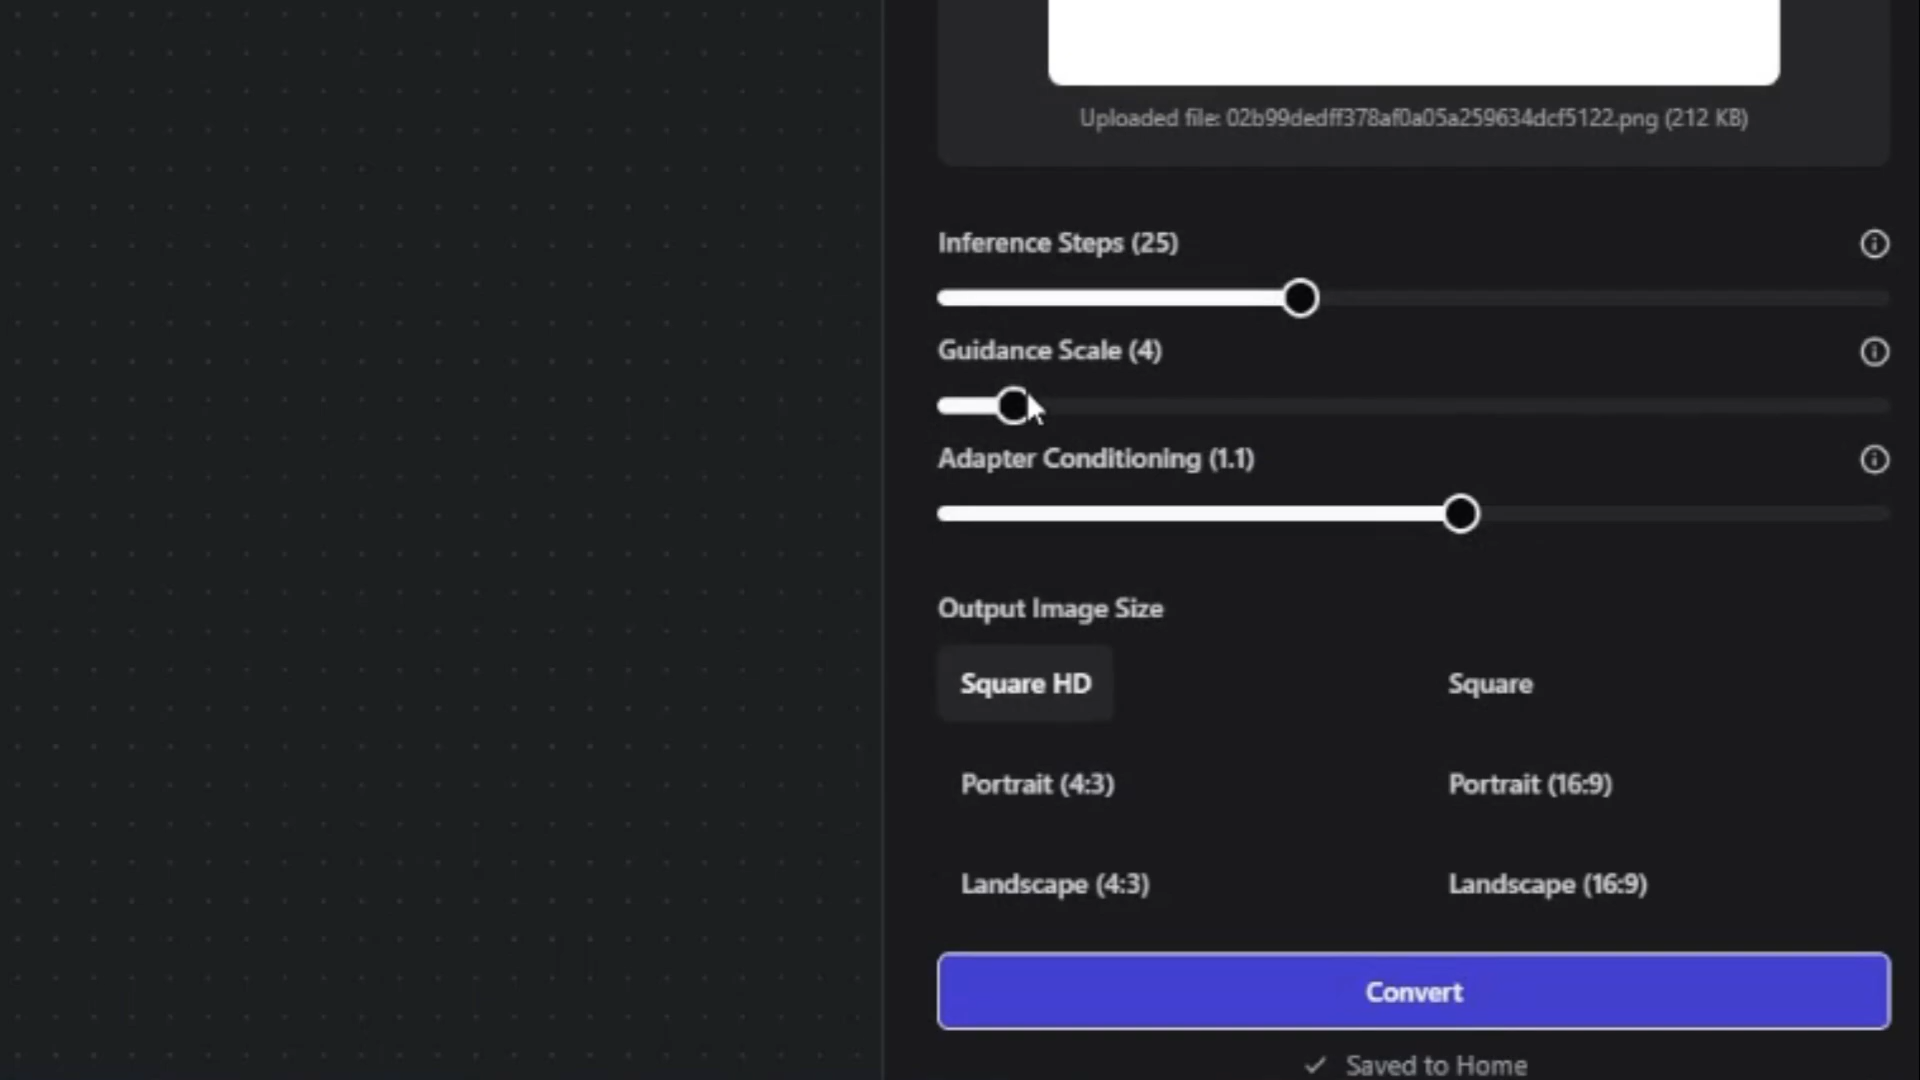 Uploaded file: 02b99dedff378af0a05a259634dcf5122.png (212 KB)
Inference Steps (25)
Guidance Scale (4)
Adapter Conditioning (1.1)
Output Image Size
Square HD
Square
Portrait (4:3)
Portrait (16:9)
Landscape (4:3)
Landscape (16:9)
Convert
Saved to Home